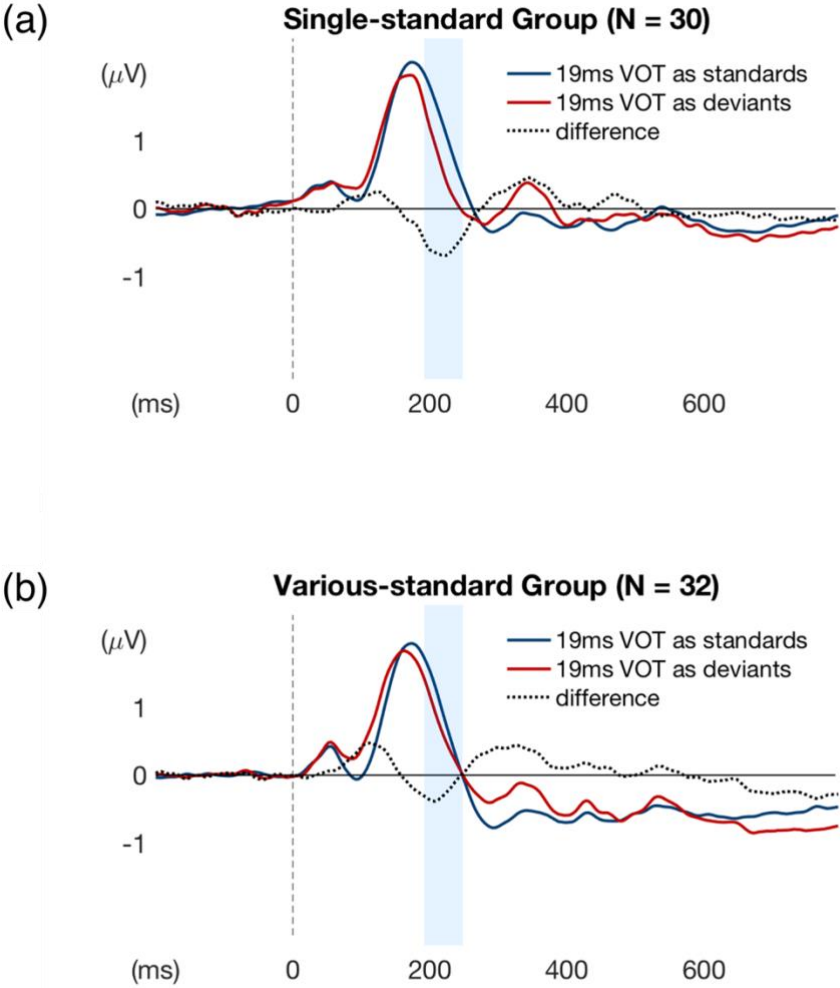 (a)
Single-standard Group (N = 30)
(μV)
19ms VOT as standards
19ms VOT as deviants
difference
1
0
-1
(ms) 0 200 400 600
(b)
Various-standard Group (N = 32)
(μV)
19ms VOT as standards
19ms VOT as deviants
difference
1
0
-1
(ms) 0 200 400 600